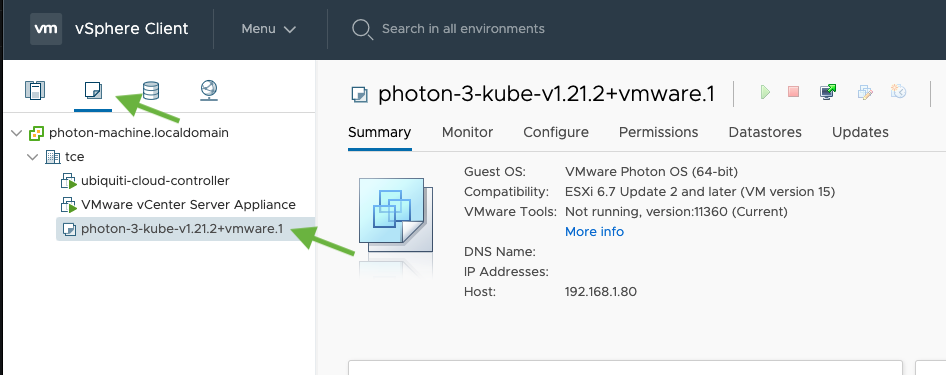 vm vSphere Client Menu Search in all environments
photon-machine.localdomain
tce
ubiquiti-cloud-controller
VMware vCenter Server Appliance
photon-3-kube-v1.21.2+vmware.1
photon-3-kube-v1.21.2+vmware.1
Summary Monitor Configure Permissions Datastores Updates
Guest OS: VMware Photon OS (64-bit)
Compatibility: ESXi 6.7 Update 2 and later (VM version 15)
VMware Tools: Not running, version:11360 (Current)
More info
DNS Name:
IP Addresses:
Host: 192.168.1.80